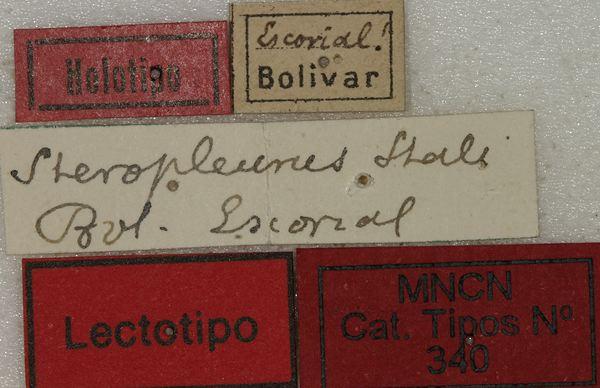 Holotipo
Escorial!
Bolivar
Steropleurus Stali
Bol. Escorial
Lectotipo
MNCN
Cat. Tipos Nº
340